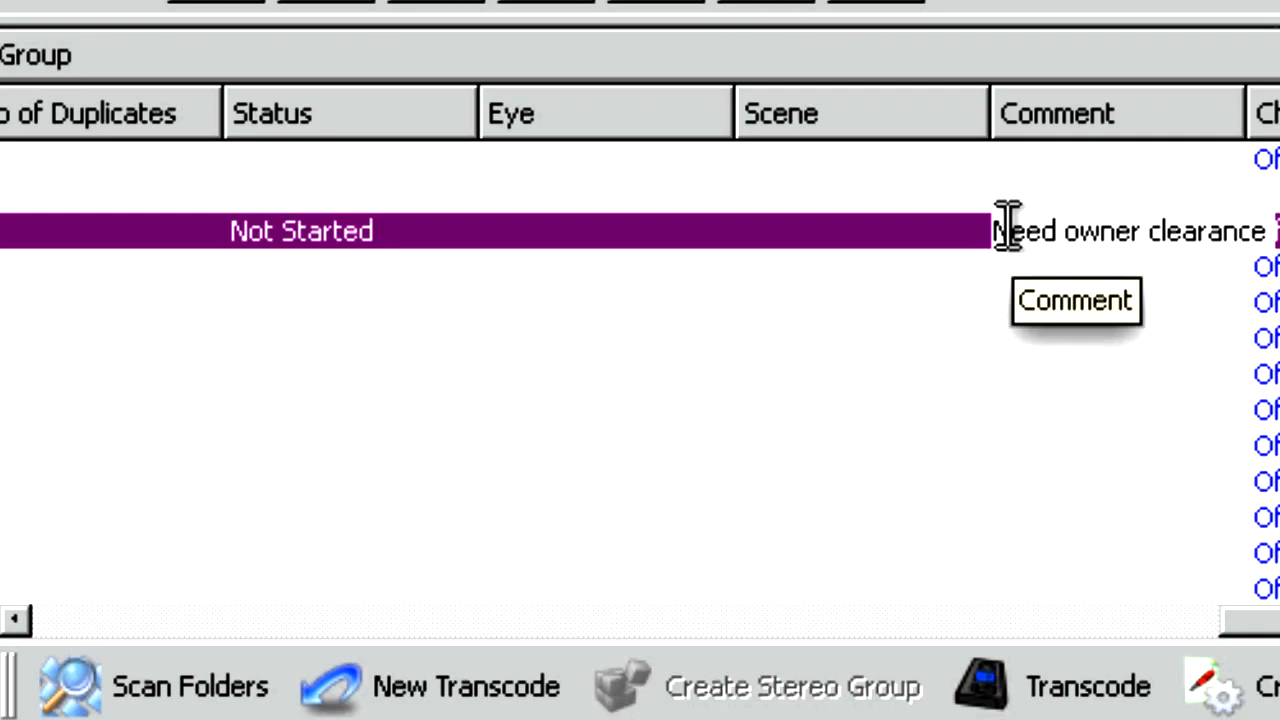 Group
of Duplicates Status Eye Scene Comment
Not Started Need owner clearance
Comment
Scan Folders New Transcode Create Stereo Group Transcode